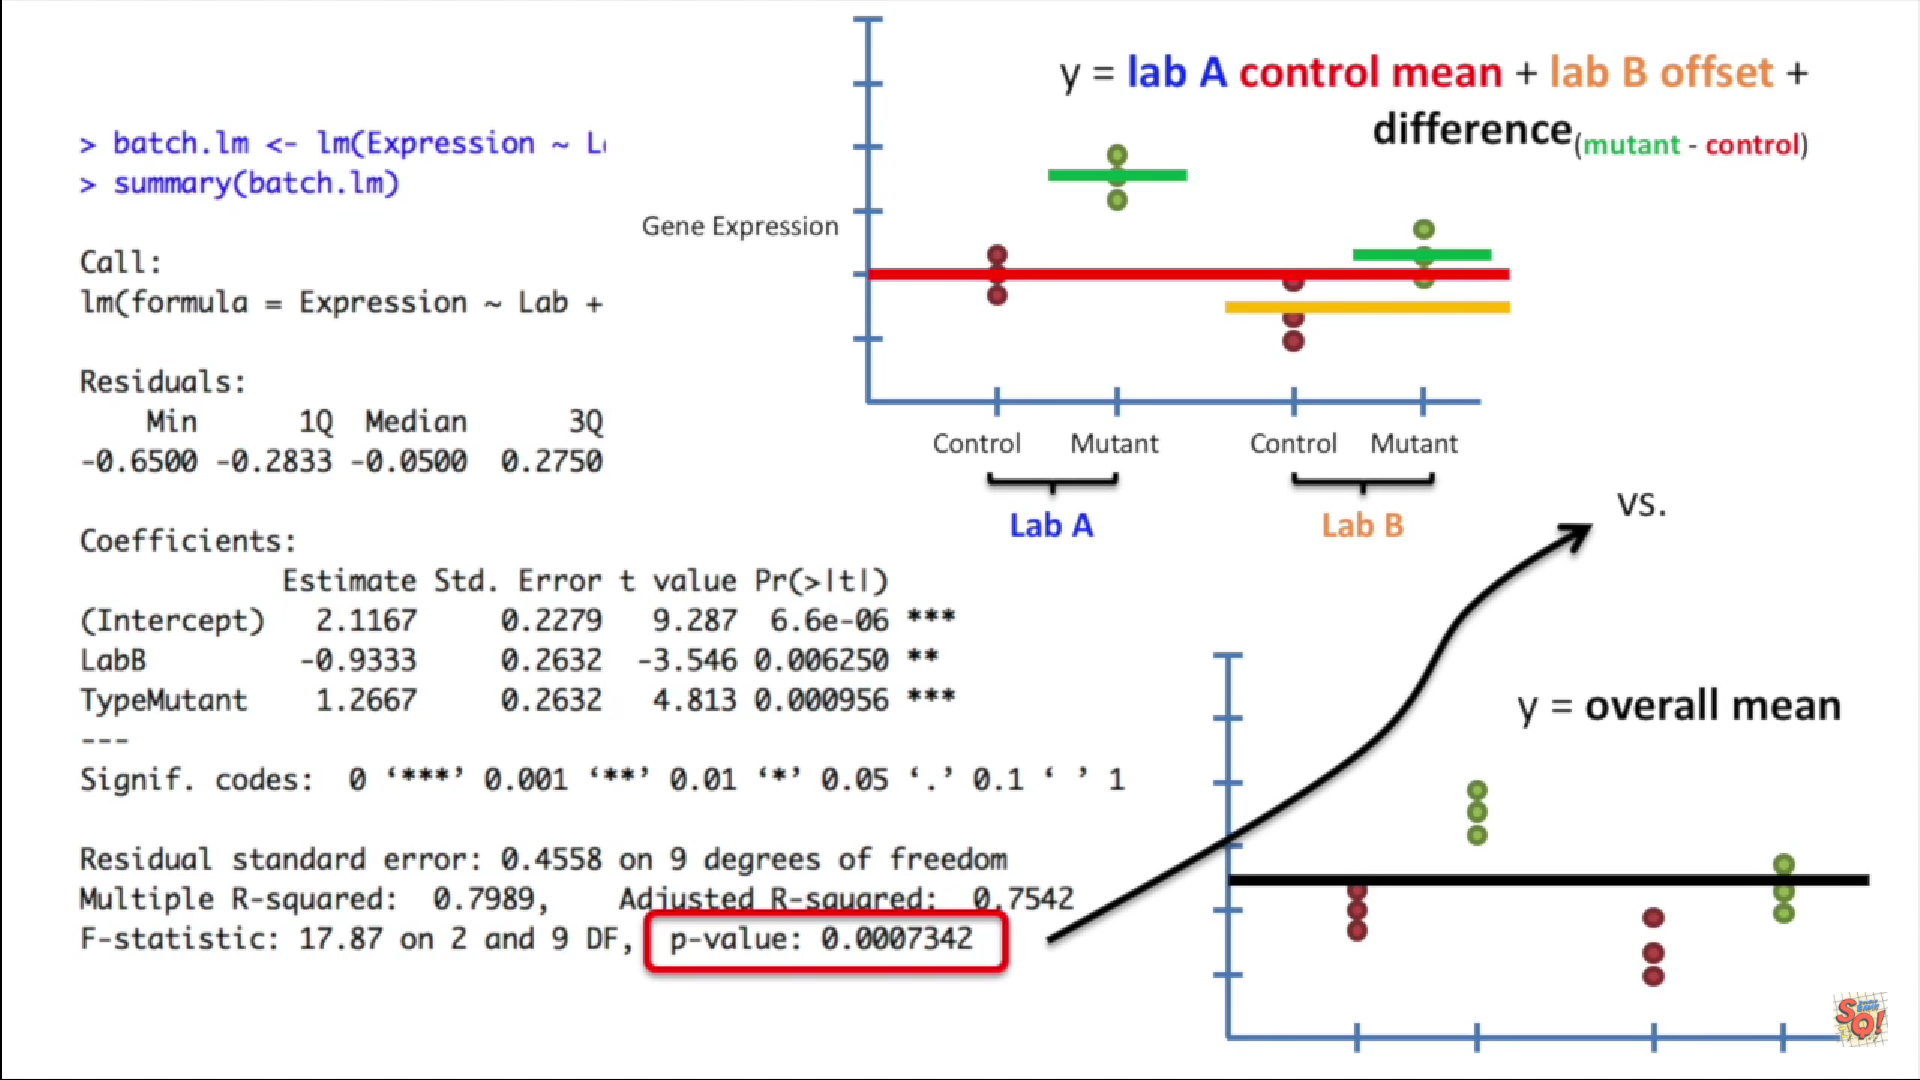 > batch.lm <- lm(Expression ~ L
> summary(batch.lm)
Call:
lm(formula = Expression ~ Lab +
Residuals:
Min 1Q Median 3Q
-0.6500 -0.2833 -0.0500 0.2750
Coefficients:
Estimate Std. Error t value Pr(>|t|)
(Intercept) 2.1167 0.2279 9.287 6.6e-06 ***
LabB -0.9333 0.2632 -3.546 0.006250 **
TypeMutant 1.2667 0.2632 4.813 0.000956 ***
---
Signif. codes: 0 ‘***’ 0.001 ‘**’ 0.01 ‘*’ 0.05 ‘.’ 0.1 ‘ ’ 1
Residual standard error: 0.4558 on 9 degrees of freedom
Multiple R-squared: 0.7989, Adjusted R-squared: 0.7542
F-statistic: 17.87 on 2 and 9 DF, p-value: 0.0007342
y = lab A control mean + lab B offset +
difference(mutant - control)
Gene Expression
Control Mutant Control Mutant
Lab A Lab B
vs.
y = overall mean
SQ!